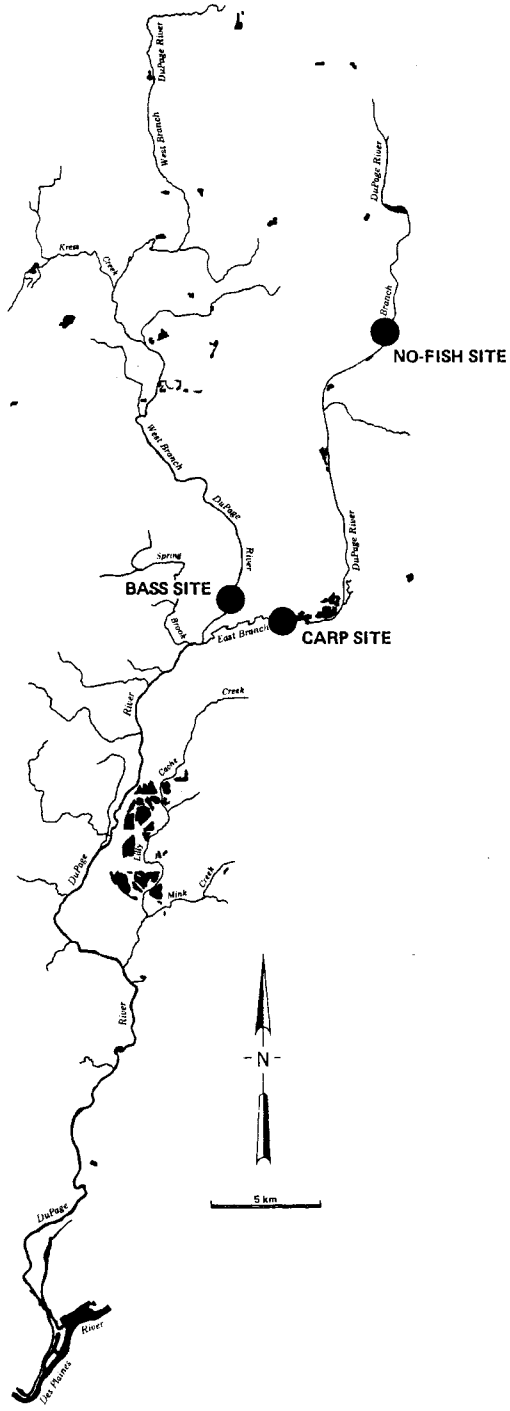 DuPage River
West Branch
DuPage River
Branch
NO-FISH SITE
Kress
Creek
West Branch
DuPage
River
DuPage River
Spring
Brook
BASS SITE
East Branch
CARP SITE
River
Creek
Cache
Lilly
DuPage
Mink
Creek
River
-N-
5 km
DuPage
River
Des Plaines